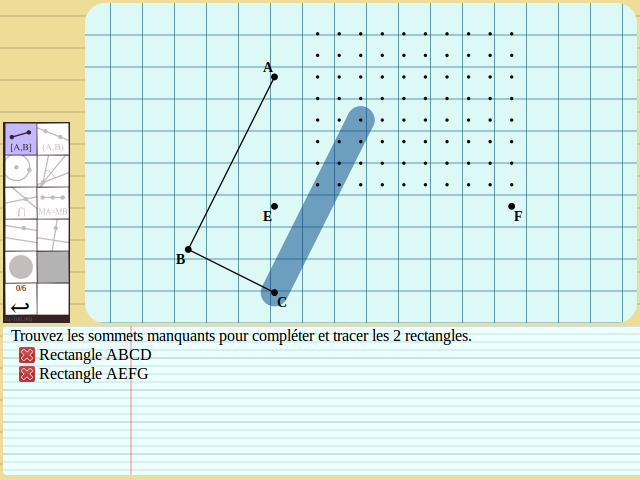 A
[A,B] (A,B)
MA=MB
E F
B
C
0/6
Trouvez les sommets manquants pour compléter et tracer les 2 rectangles.
Rectangle ABCD
Rectangle AEFG